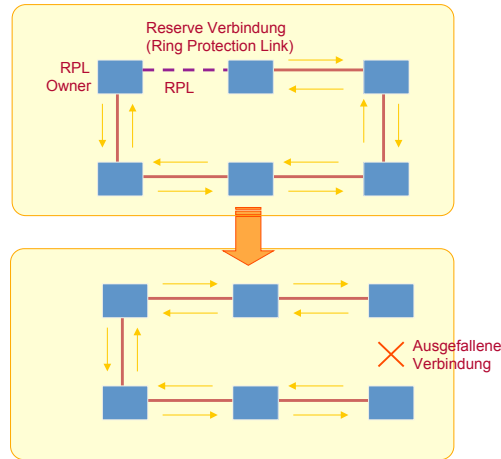 Reserve Verbindung
(Ring Protection Link)
RPL
Owner
RPL
Ausgefallene
Verbindung